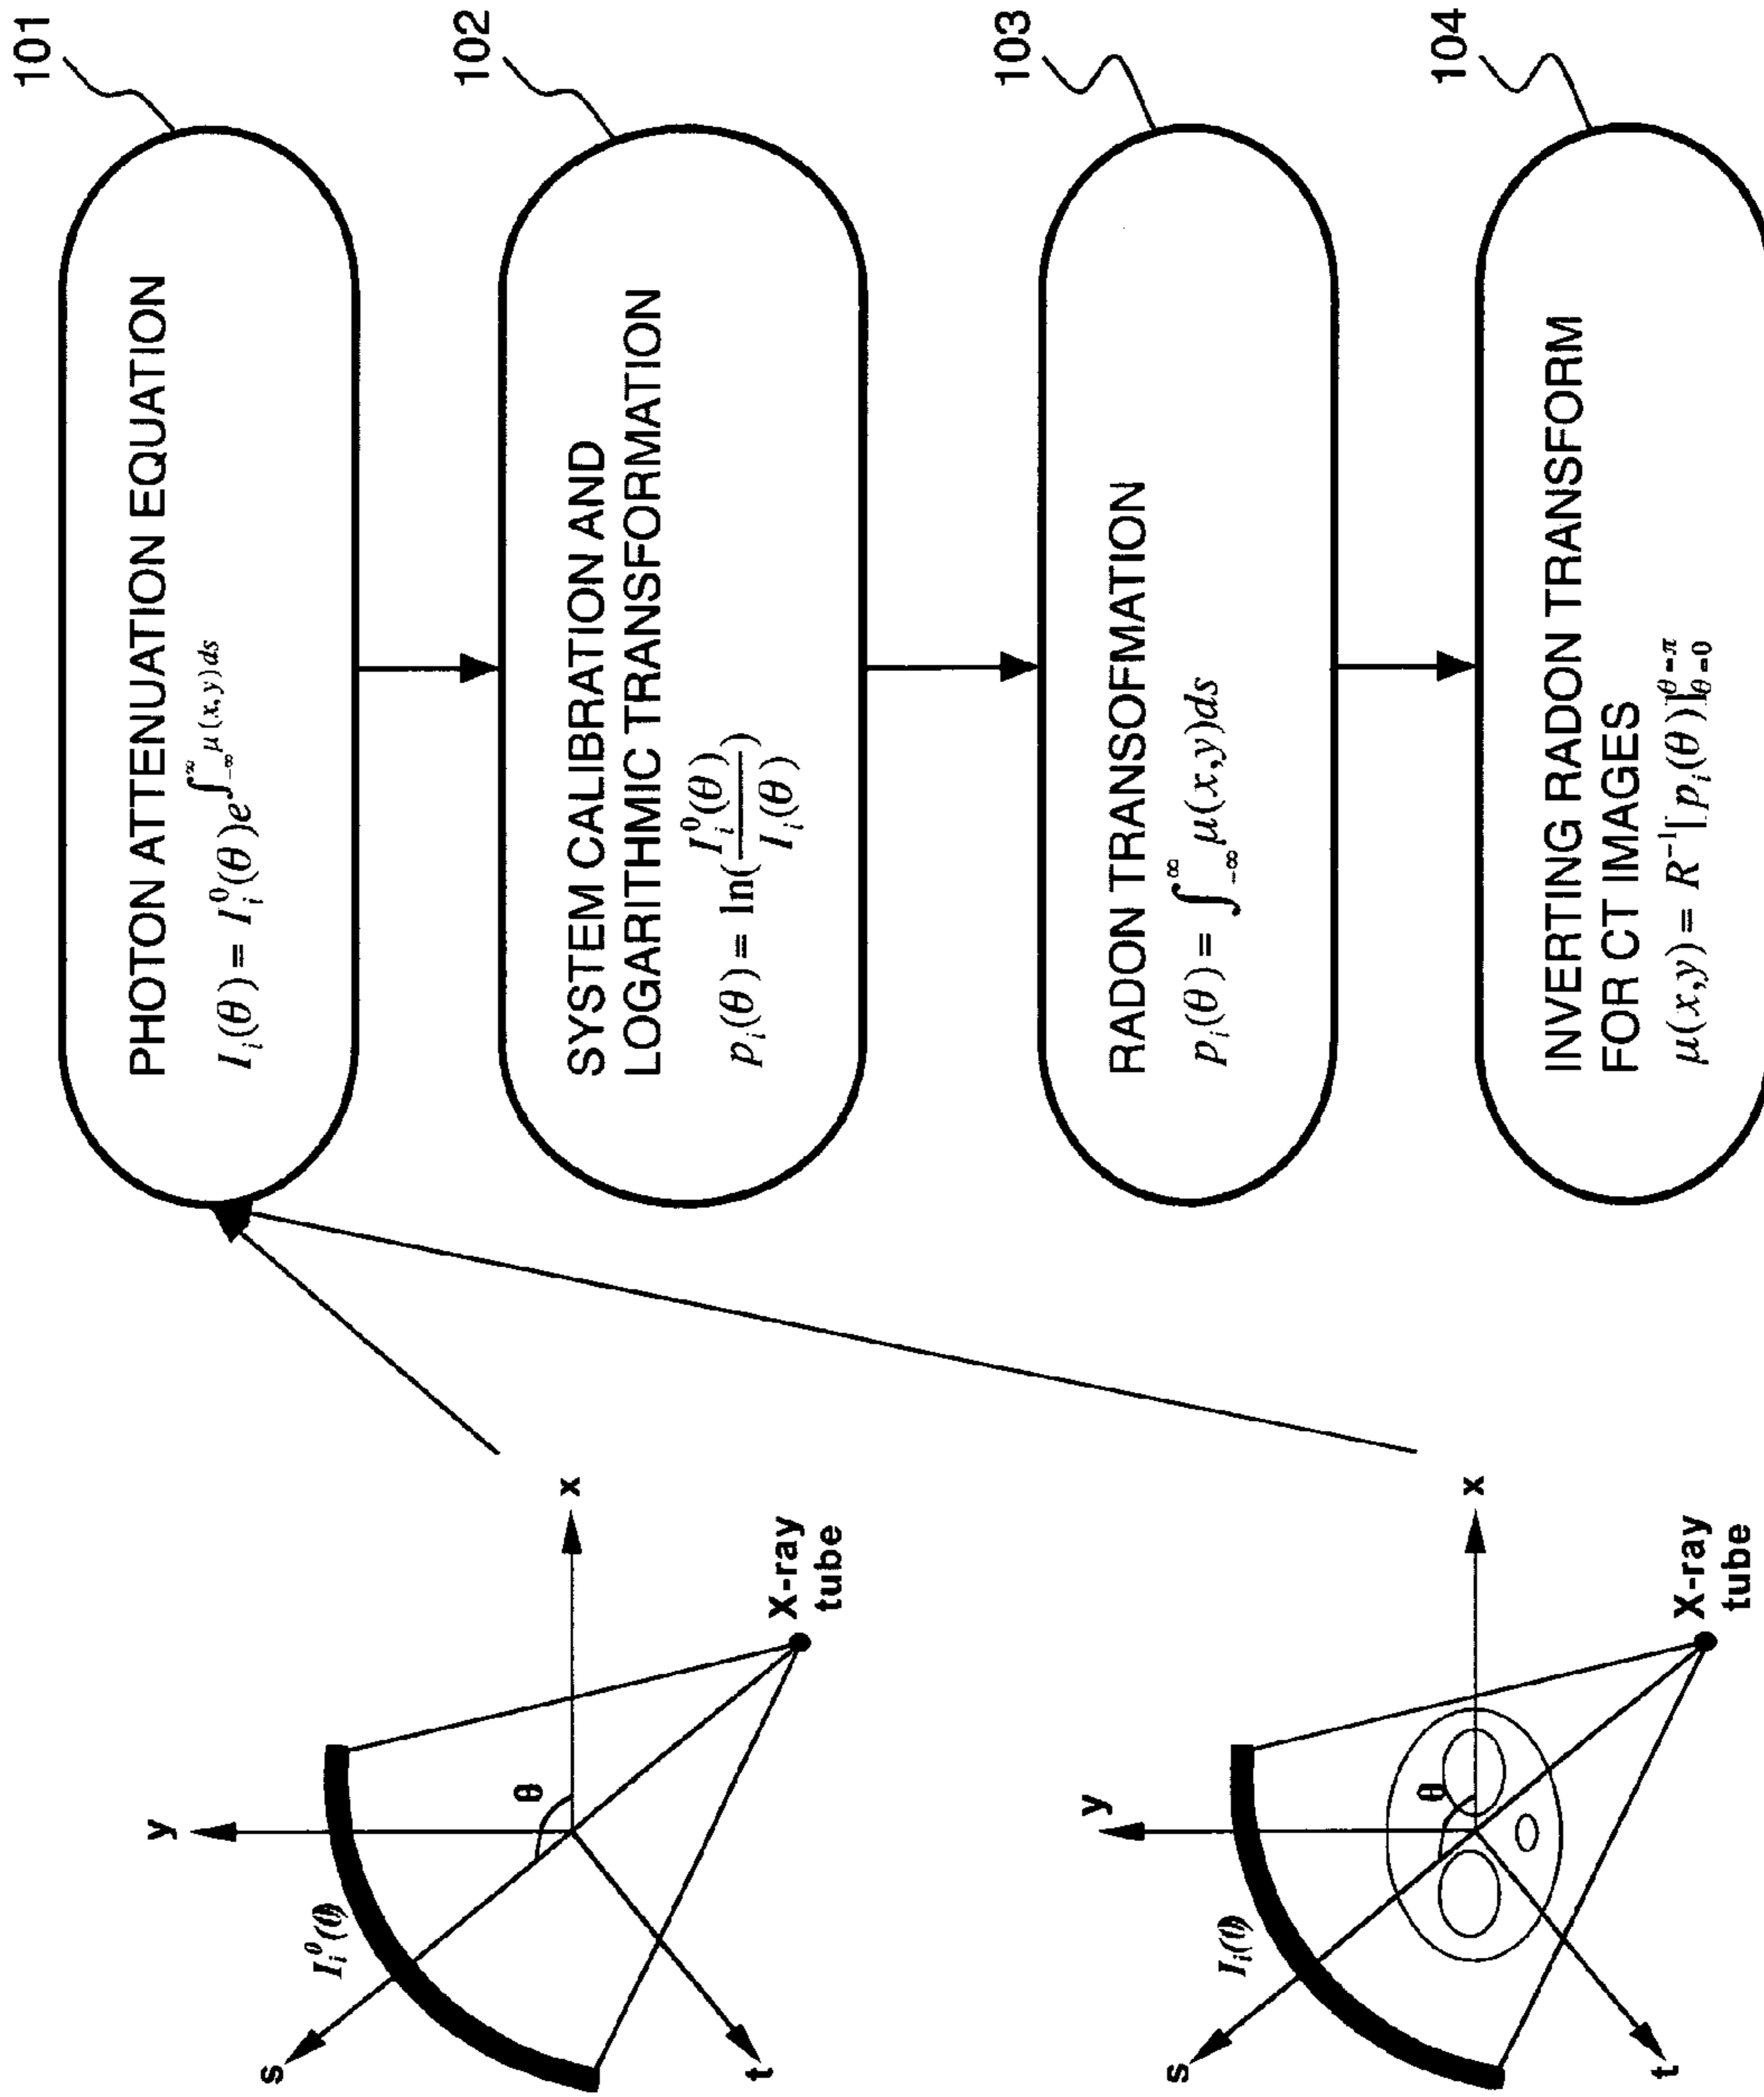 101
PHOTON ATTENUATION EQUATION
I_i(θ) = I_i^0(θ)e^{∫_{-∞}^{∞} μ(x,y)ds}
102
SYSTEM CALIBRATION AND
LOGARITHMIC TRANSFORMATION
p_i(θ) = ln(I_i^0(θ) / I_i(θ))
103
RADON TRANSOFMATION
p_i(θ) = ∫_{-∞}^{∞} μ(x,y)ds
104
INVERTING RADON TRANSFORM
FOR CT IMAGES
μ(x,y) = R^{-1}[p_i(θ)]_{θ=0}^{θ=π}
y
x
s
t
θ
I_i^0(θ)
X-ray
tube
y
x
s
t
θ
I_i(θ)
X-ray
tube